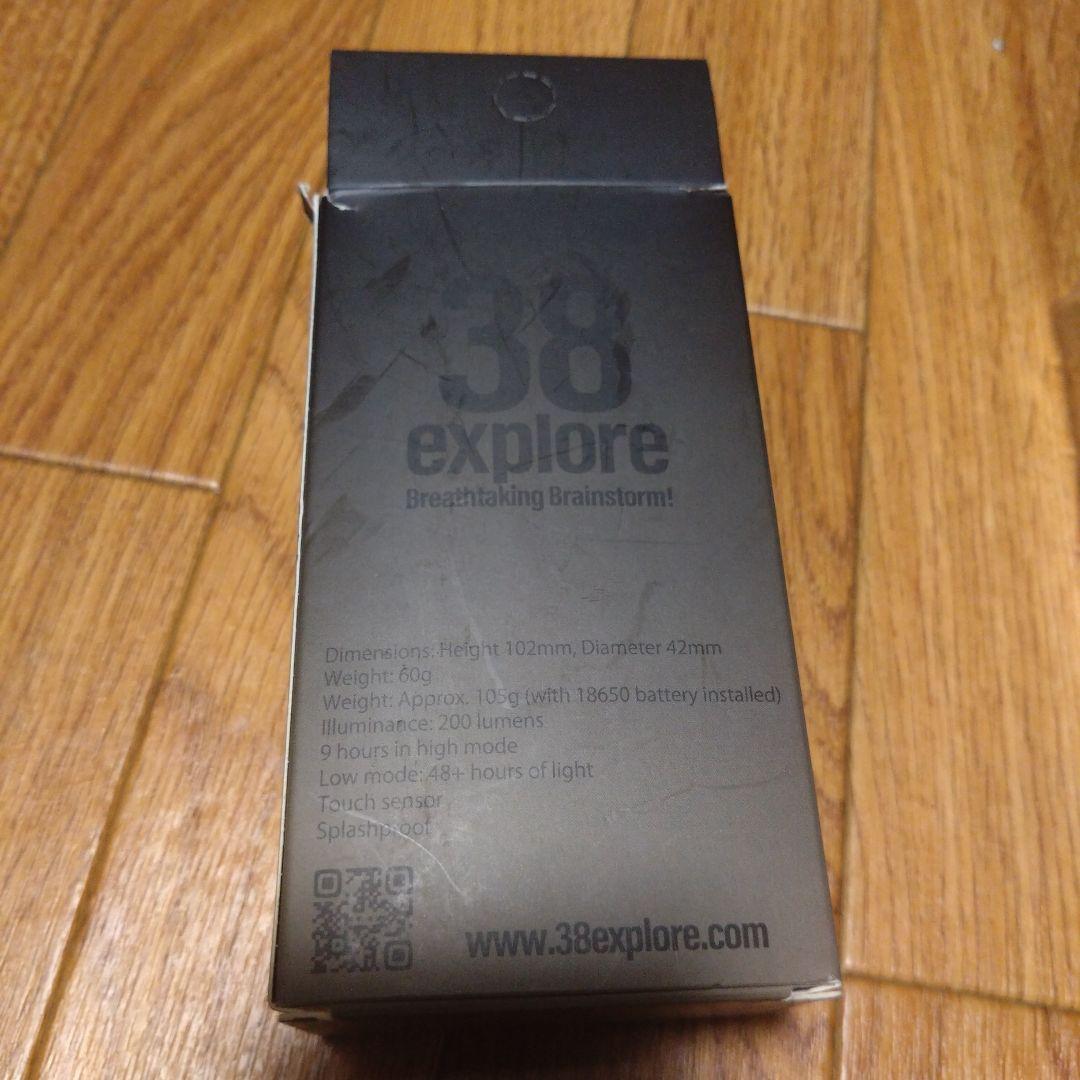 38
explore
Breathtaking Brainstorm!
Dimensions: Height 102mm, Diameter 42mm
Weight: 60g
Weight: Approx. 105g (with 18650 battery installed)
Illuminance: 200 lumens
9 hours in high mode
Low mode: 48+ hours of light
Touch sensor
Splashproof
www.38explore.com